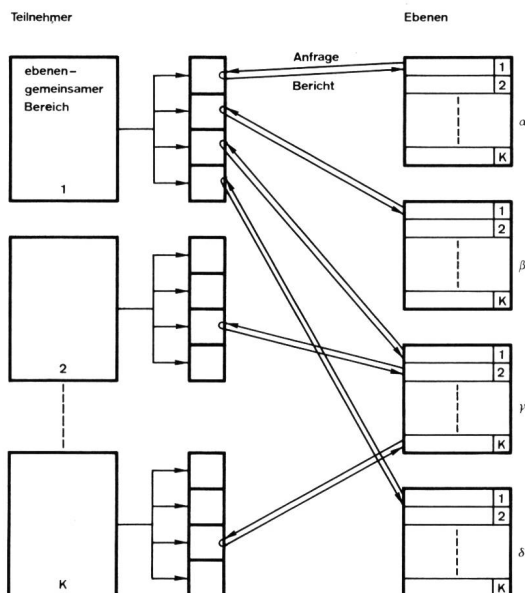 Teilnehmer
Ebenen
ebenen-
gemeinsamer
Bereich
1
Anfrage
Bericht
1
2
K
α
1
2
K
β
2
1
2
K
γ
K
1
2
K
δ